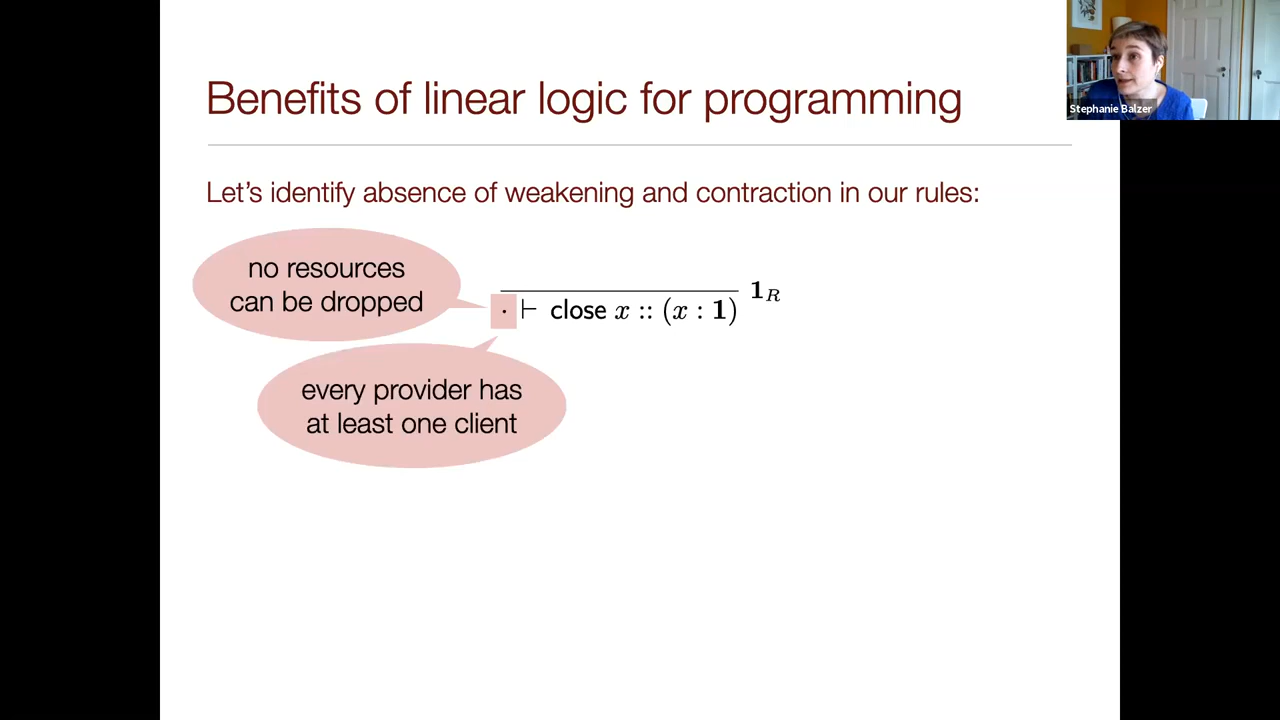 Benefits of linear logic for programming
Stephanie Balzer
Let's identify absence of weakening and contraction in our rules:
no resources
can be dropped
· ⊢ close x :: (x : 1) 1R
every provider has
at least one client